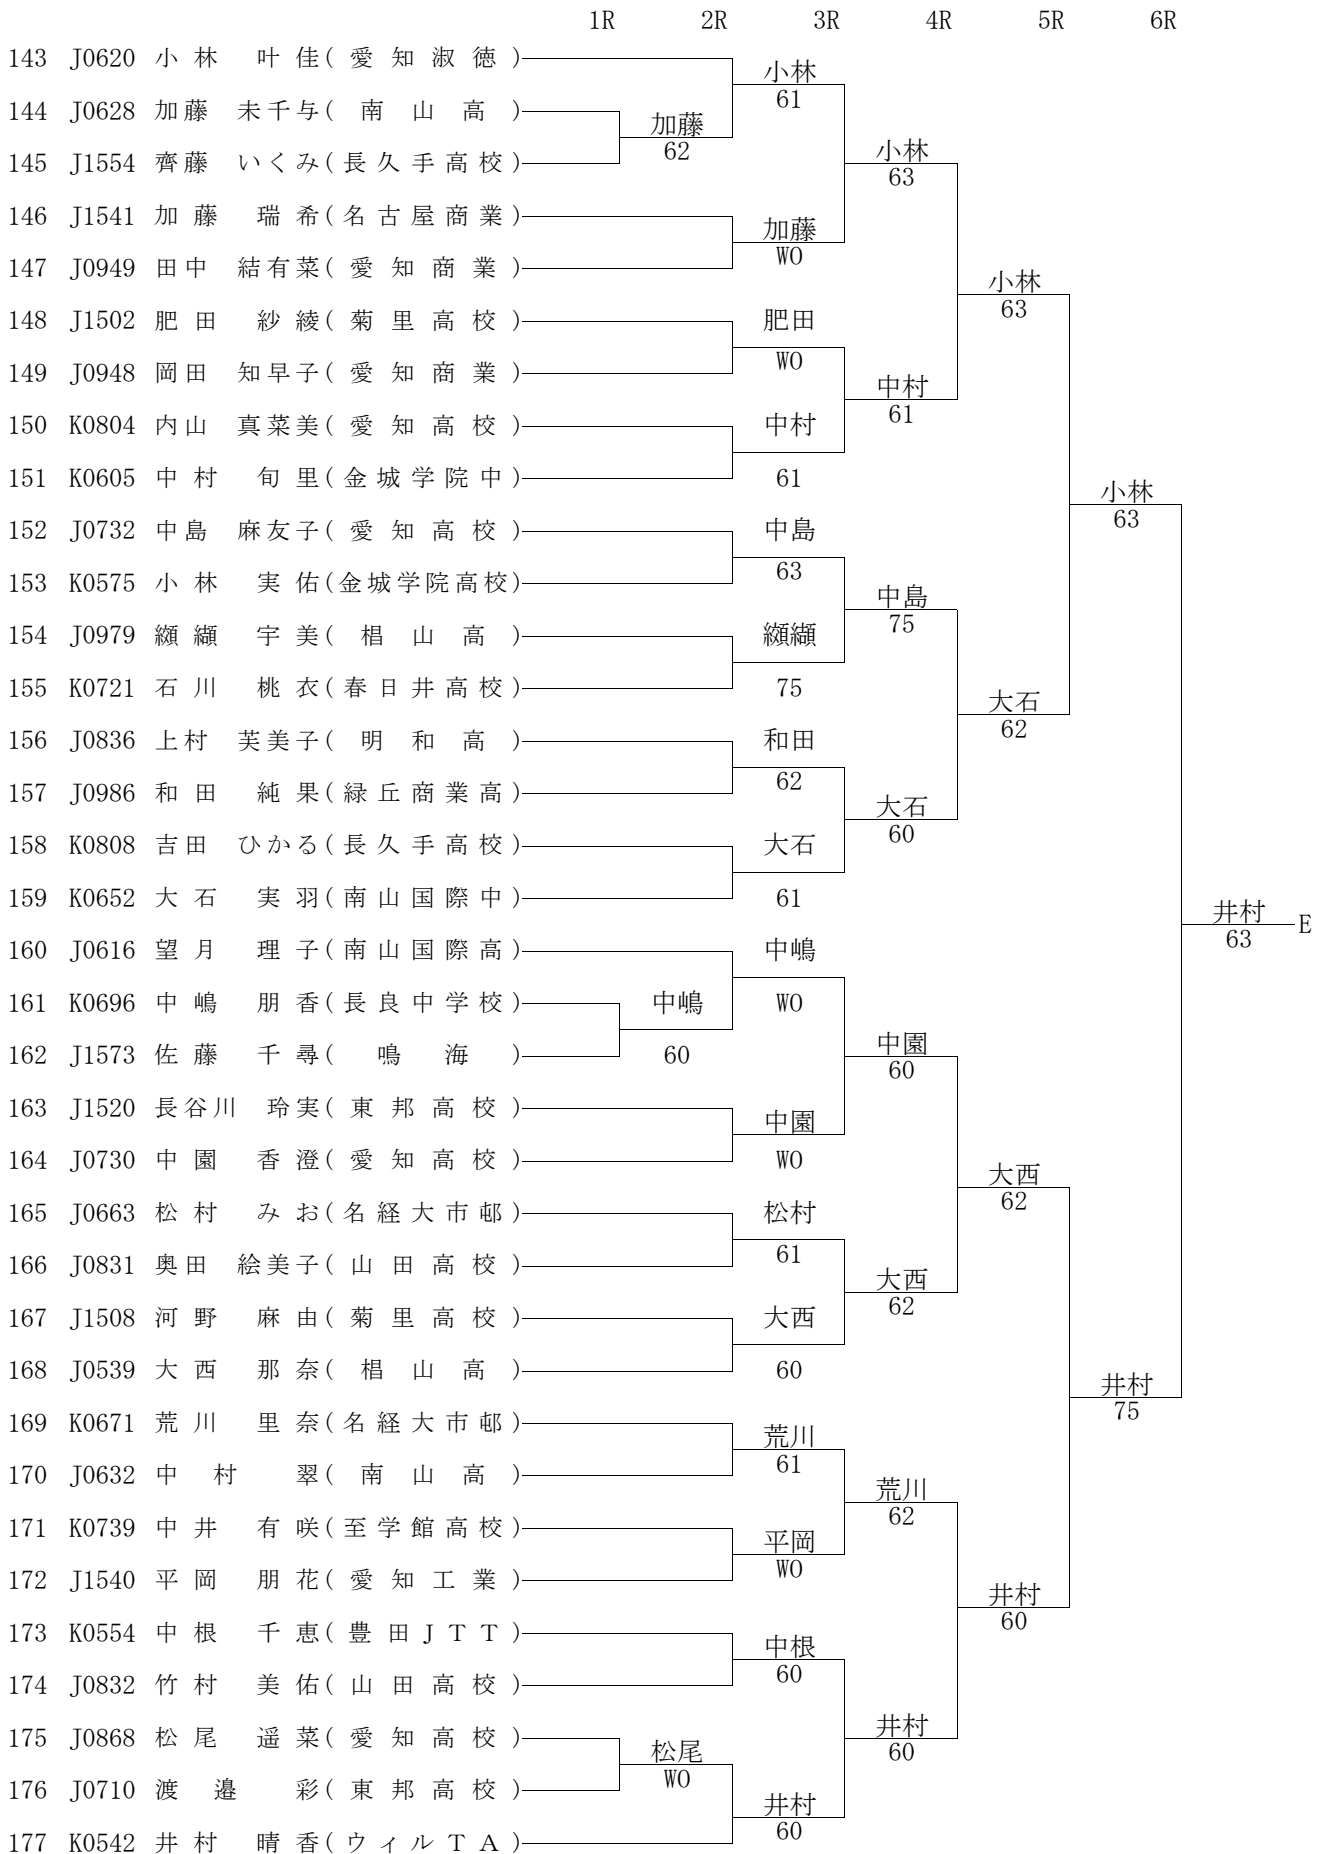 1R 2R 3R 4R 5R 6R
143 J0620 小林 叶佳(愛知淑徳)
小林
61
144 J0628 加藤 未千与(南山高)
加藤
62
145 J1554 齊藤 いくみ(長久手高校)
小林
63
146 J1541 加藤 瑞希(名古屋商業)
加藤
WO
147 J0949 田中 結有菜(愛知商業)
小林
63
148 J1502 肥田 紗綾(菊里高校)
肥田
WO
149 J0948 岡田 知早子(愛知商業)
中村
61
150 K0804 内山 真菜美(愛知高校)
中村
151 K0605 中村 旬里(金城学院中)
61
小林
63
152 J0732 中島 麻友子(愛知高校)
中島
63
153 K0575 小林 実佑(金城学院高校)
中島
75
154 J0979 纐纈 宇美(椙山高)
纐纈
155 K0721 石川 桃衣(春日井高校)
75
大石
62
156 J0836 上村 芙美子(明和高)
和田
62
157 J0986 和田 純果(緑丘商業高)
大石
60
158 K0808 吉田 ひかる(長久手高校)
大石
159 K0652 大石 実羽(南山国際中)
61
井村
63
E
160 J0616 望月 理子(南山国際高)
中嶋
WO
161 K0696 中嶋 朋香(長良中学校)
中嶋
60
162 J1573 佐藤 千尋(鳴海)
中園
60
163 J1520 長谷川 玲実(東邦高校)
中園
WO
164 J0730 中園 香澄(愛知高校)
大西
62
165 J0663 松村 みお(名経大市邨)
松村
61
166 J0831 奥田 絵美子(山田高校)
大西
62
167 J1508 河野 麻由(菊里高校)
大西
168 J0539 大西 那奈(椙山高)
60
井村
75
169 K0671 荒川 里奈(名経大市邨)
荒川
61
170 J0632 中村 翠(南山高)
荒川
62
171 K0739 中井 有咲(至学館高校)
平岡
WO
172 J1540 平岡 朋花(愛知工業)
井村
60
173 K0554 中根 千恵(豊田JTT)
中根
60
174 J0832 竹村 美佑(山田高校)
井村
60
175 J0868 松尾 遥菜(愛知高校)
松尾
WO
176 J0710 渡邉 彩(東邦高校)
井村
60
177 K0542 井村 晴香(ウィルTA)